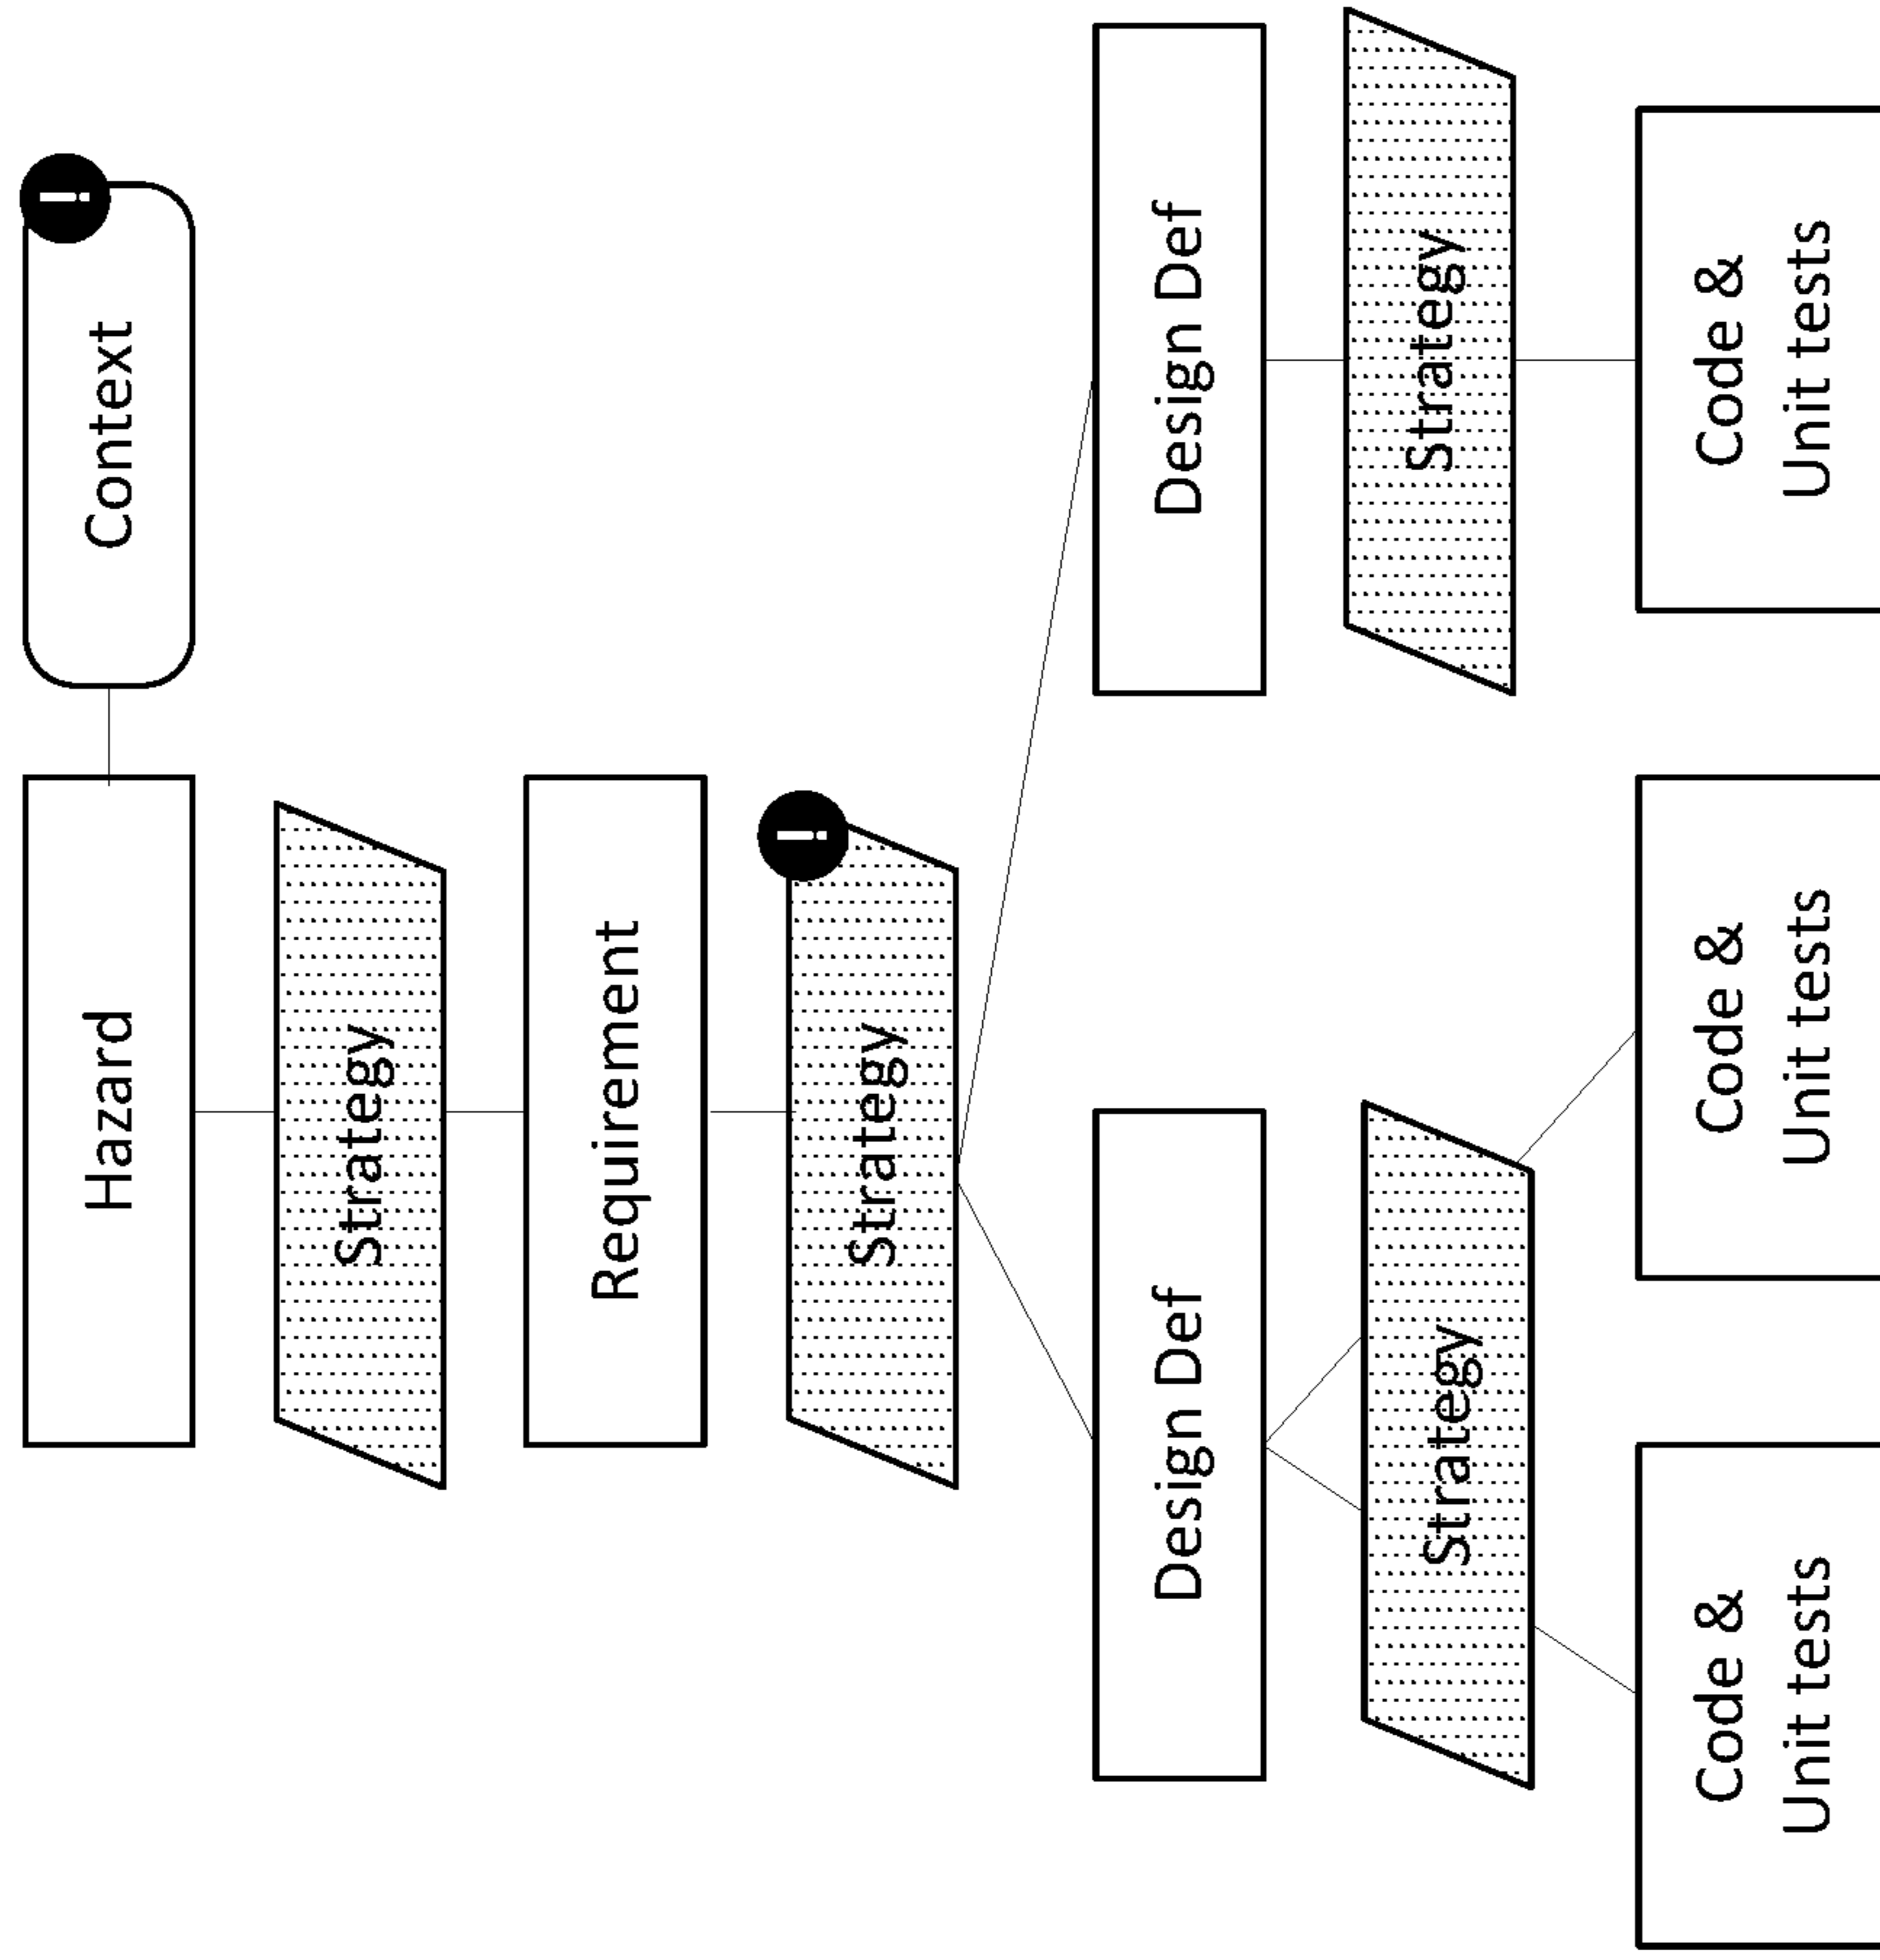 Hazard
Context
!
Strategy
Requirement
Strategy
!
Design Def
Design Def
Strategy
Strategy
Code &
Unit tests
Code &
Unit tests
Code &
Unit tests